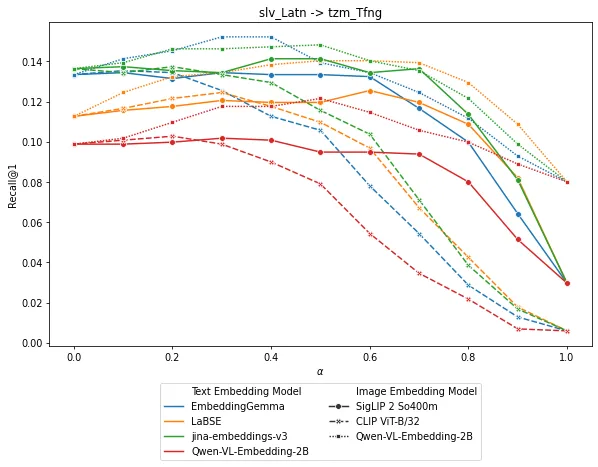 slv_Latn -> tzm_Tfng
Recall@1
0.14
0.12
0.10
0.08
0.06
0.04
0.02
0.00
0.0 0.2 0.4 0.6 0.8 1.0
α
Text Embedding Model
EmbeddingGemma
LaBSE
jina-embeddings-v3
Qwen-VL-Embedding-2B
Image Embedding Model
SigLIP 2 So400m
CLIP ViT-B/32
Qwen-VL-Embedding-2B